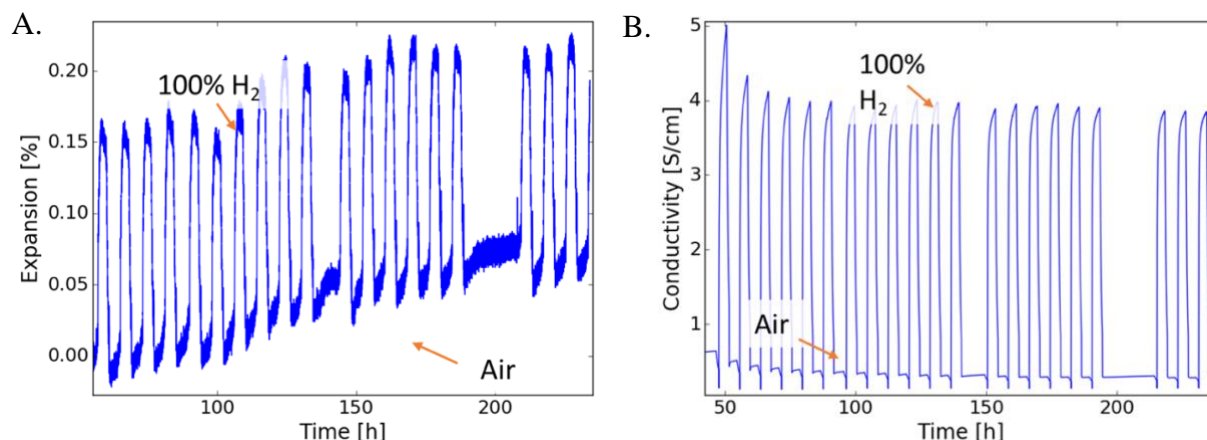 A.
Expansion [%]
0.20
0.15
0.10
0.05
0.00
100% H2
Air
100
150
200
Time [h]
B.
Conductivity [S/cm]
5
4
3
2
1
100%
H2
Air
50
100
150
200
Time [h]